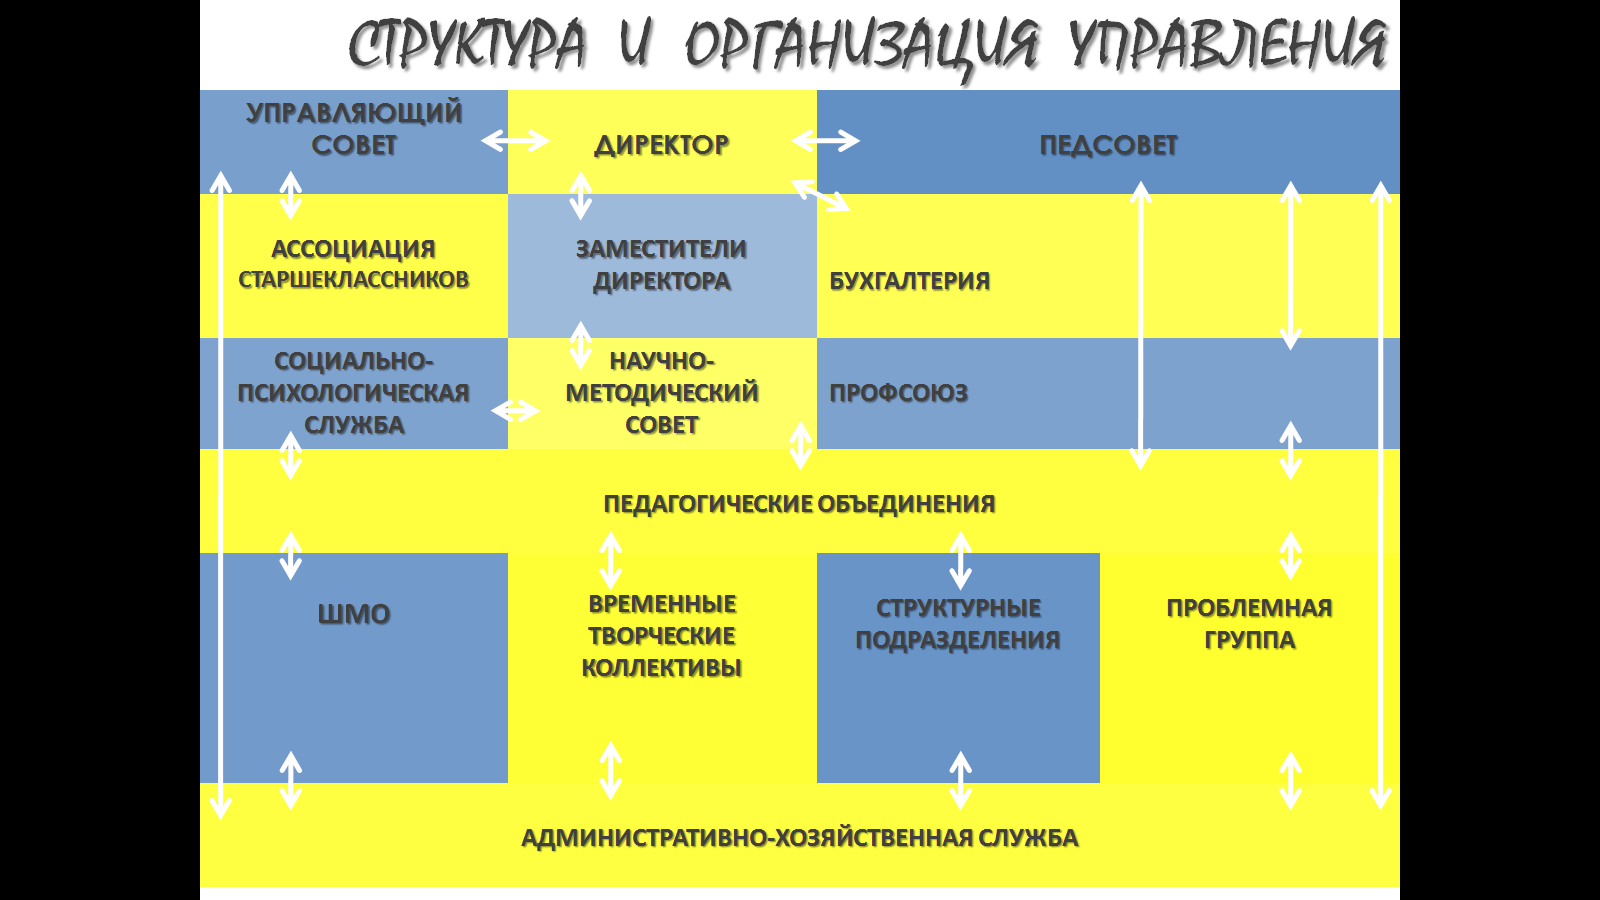 СТРУКТУРА И ОРГАНИЗАЦИЯ УПРАВЛЕНИЯ
УПРАВЛЯЮЩИЙ
СОВЕТ
ДИРЕКТОР
ПЕДСОВЕТ
АССОЦИАЦИЯ
СТАРШЕКЛАССНИКОВ
ЗАМЕСТИТЕЛИ
ДИРЕКТОРА
БУХГАЛТЕРИЯ
СОЦИАЛЬНО-
ПСИХОЛОГИЧЕСКАЯ
СЛУЖБА
НАУЧНО-
МЕТОДИЧЕСКИЙ
СОВЕТ
ПРОФСОЮЗ
ПЕДАГОГИЧЕСКИЕ ОБЪЕДИНЕНИЯ
ШМО
ВРЕМЕННЫЕ
ТВОРЧЕСКИЕ
КОЛЛЕКТИВЫ
СТРУКТУРНЫЕ
ПОДРАЗДЕЛЕНИЯ
ПРОБЛЕМНАЯ
ГРУППА
АДМИНИСТРАТИВНО-ХОЗЯЙСТВЕННАЯ СЛУЖБА